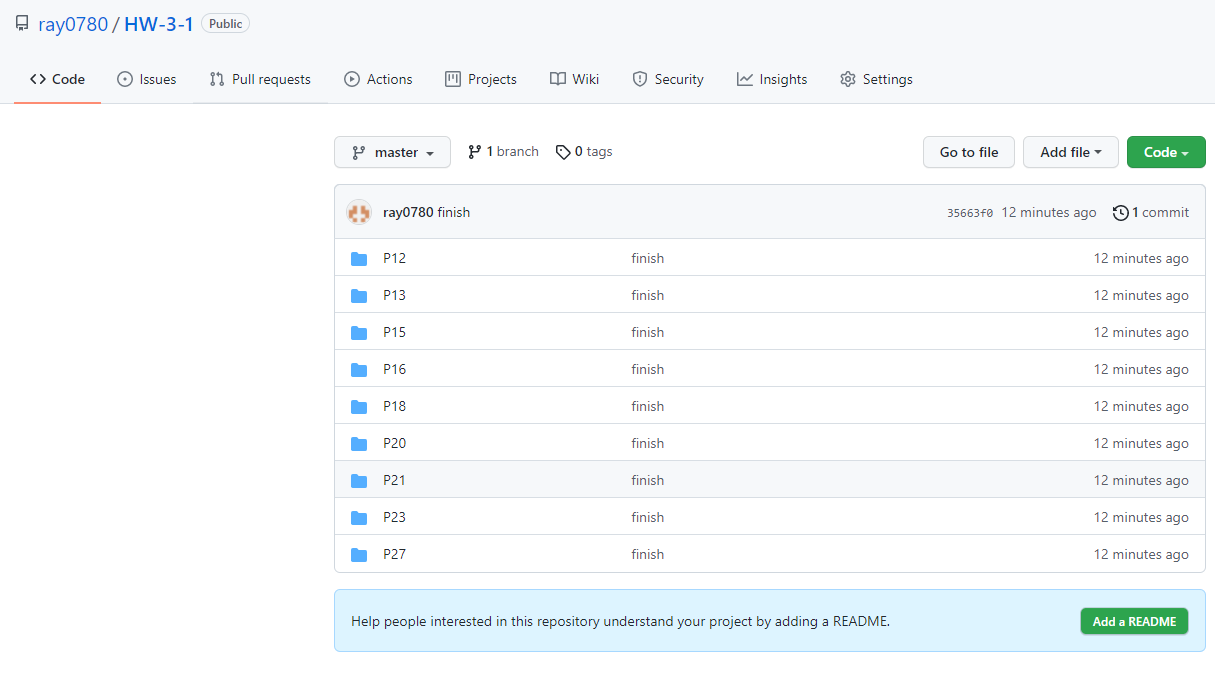 ray0780 / HW-3-1 Public
Code Issues Pull requests Actions Projects Wiki Security Insights Settings
master 1 branch 0 tags Go to file Add file Code
ray0780 finish 35663f0 12 minutes ago 1 commit
P12 finish 12 minutes ago
P13 finish 12 minutes ago
P15 finish 12 minutes ago
P16 finish 12 minutes ago
P18 finish 12 minutes ago
P20 finish 12 minutes ago
P21 finish 12 minutes ago
P23 finish 12 minutes ago
P27 finish 12 minutes ago
Help people interested in this repository understand your project by adding a README. Add a README